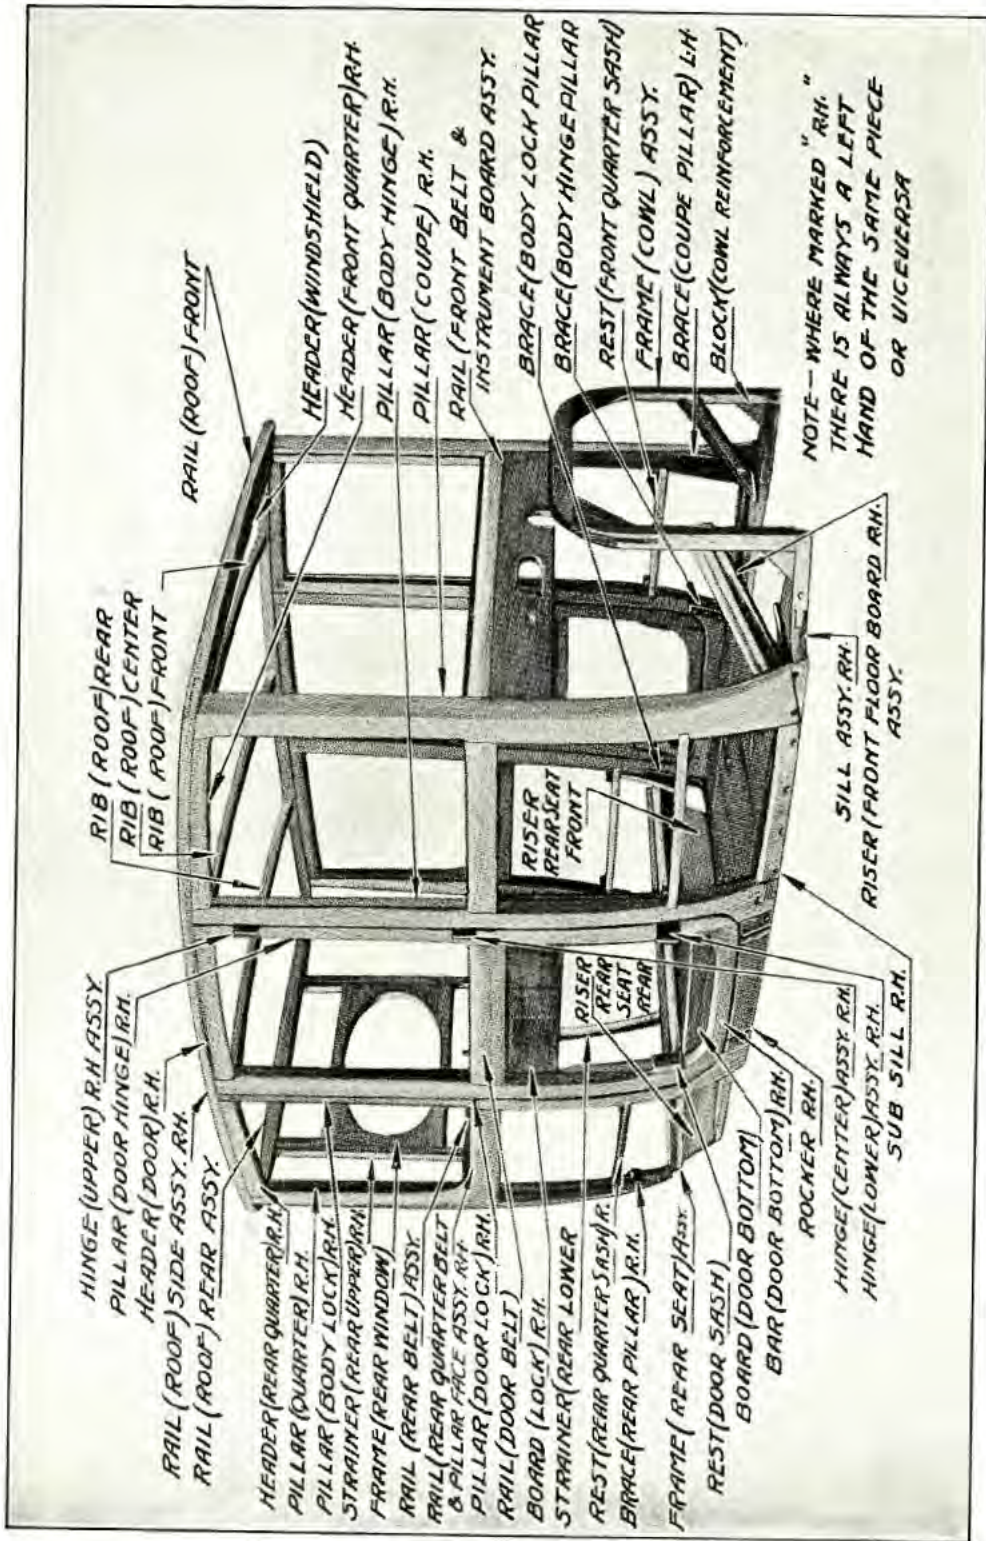 RAIL (ROOF) FRONT
HEADER (WINDSHIELD)
HEADER (FRONT QUARTER) R.H.
PILLAR (BODY HINGE) R.H.
PILLAR (COUPE) R.H.
RAIL (FRONT BELT &
INSTRUMENT BOARD ASSY.
BRACE (BODY LOCK PILLAR
BRACE (BODY HINGE PILLAR
REST (FRONT QUARTER SASH)
FRAME (COWL) ASSY.
BRACE (COUPE PILLAR) L.H.
BLOCK (COWL REINFORCEMENT)
NOTE - WHERE MARKED "R.H."
THERE IS ALWAYS A LEFT
HAND OF THE SAME PIECE
OR VICEVERSA
RIB (ROOF) REAR
RIB (ROOF) CENTER
RIB (ROOF) FRONT
RISER
REAR SEAT
FRONT
RISER
REAR
SEAT
REAR
SILL ASSY. RH.
RISER (FRONT FLOOR BOARD R.H.
ASSY.
HINGE (UPPER) R.H. ASSY.
PILLAR (DOOR HINGE) R.H.
HEADER (DOOR) R.H.
RAIL (ROOF) SIDE ASSY. R.H.
RAIL (ROOF) REAR ASSY.
HEADER (REAR QUARTER) R.H.
PILLAR (QUARTER) R.H.
PILLAR (BODY LOCK) R.H.
STRAINER (REAR UPPER) R.H.
FRAME (REAR WINDOW)
RAIL (REAR BELT) ASSY.
RAIL (REAR QUARTER BELT
& PILLAR FACE ASSY. R.H.
PILLAR (DOOR LOCK) R.H.
RAIL (DOOR BELT)
BOARD (LOCK) R.H.
STRAINER (REAR LOWER
REST (REAR QUARTER SASH) R.
BRACE (REAR PILLAR) R.H.
FRAME (REAR SEAT) ASSY.
REST (DOOR SASH)
BOARD (DOOR BOTTOM)
BAR (DOOR BOTTOM) R.H.
ROCKER R.H.
HINGE (CENTER) ASSY. R.H.
HINGE (LOWER) ASSY. R.H.
SUB SILL R.H.